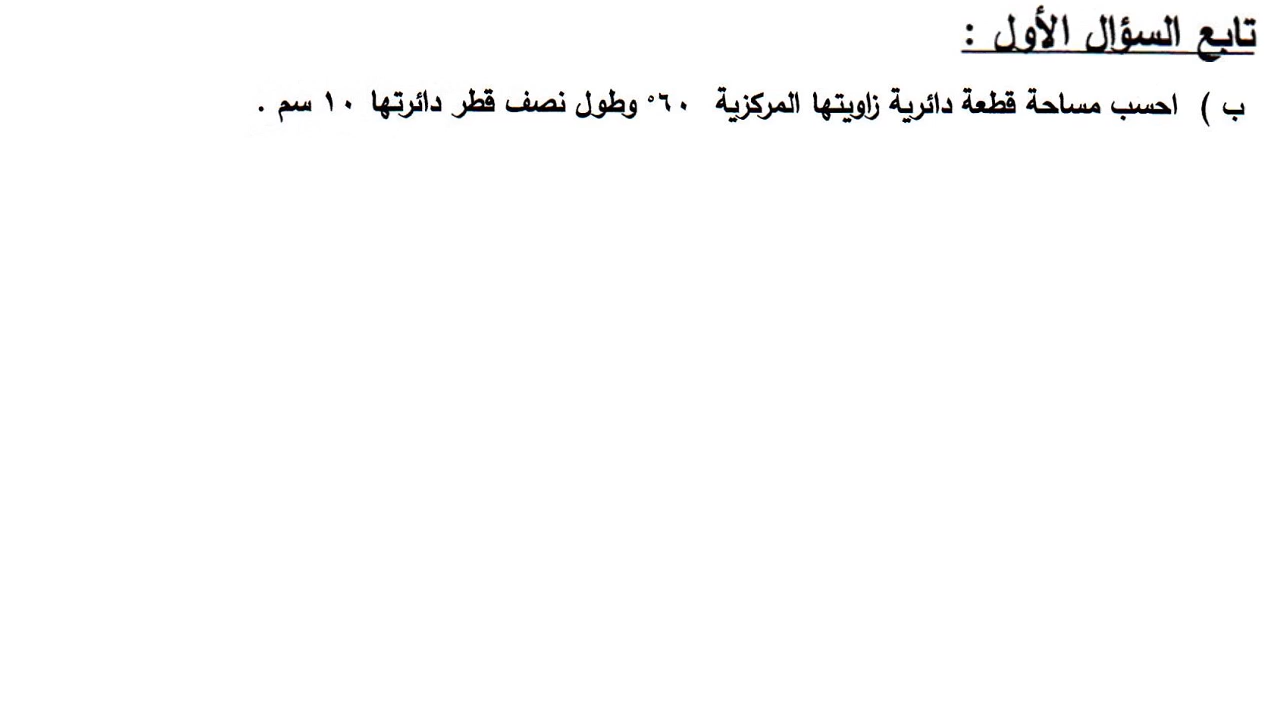 تابع السؤال الأول :
ب ) احسب مساحة قطعة دائرية زاويتها المركزية ٦٠° وطول نصف قطر دائرتها ١٠ سم .